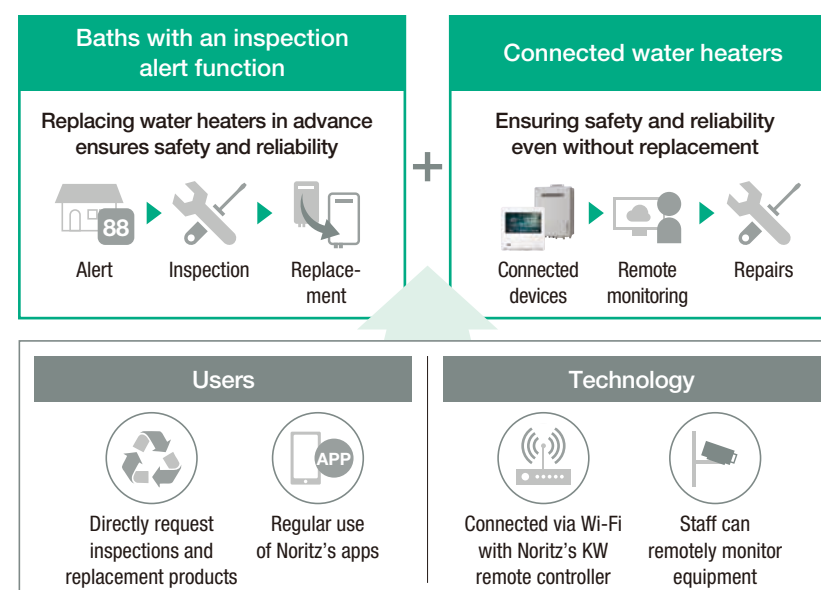 Baths with an inspection
alert function
Replacing water heaters in advance
ensures safety and reliability
88
Alert
Inspection
Replace-
ment
+
Connected water heaters
Ensuring safety and reliability
even without replacement
Connected
devices
Remote
monitoring
Repairs
Users
Directly request
inspections and
replacement products
APP
Regular use
of Noritz's apps
Technology
Connected via Wi-Fi
with Noritz's KW
remote controller
Staff can
remotely monitor
equipment